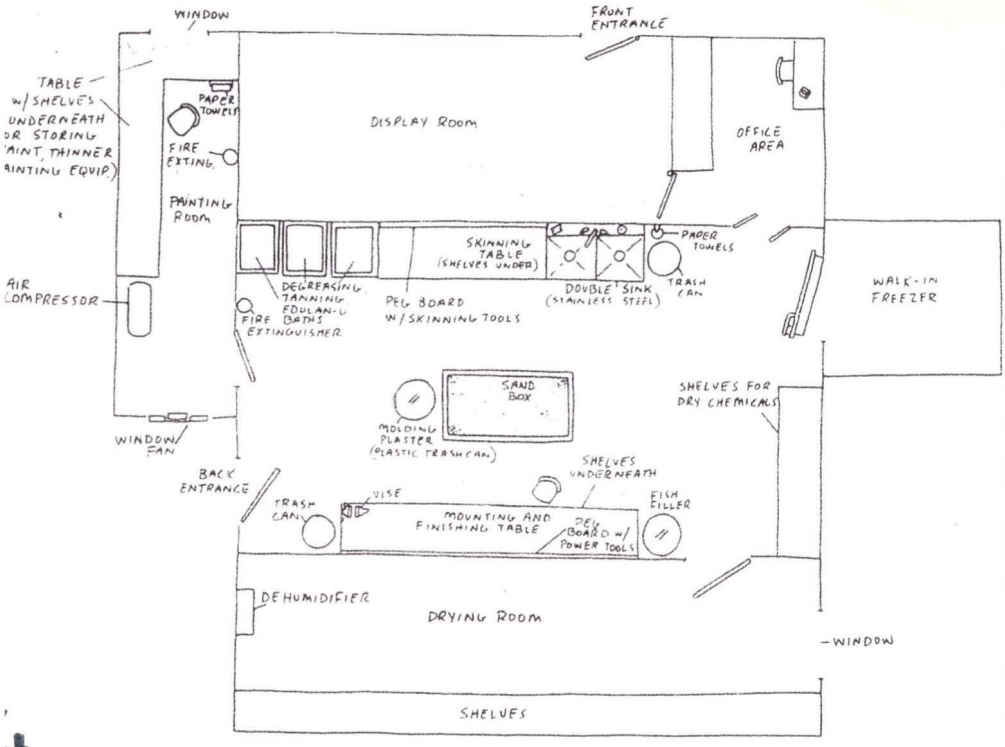 WINDOW
FRONT
ENTRANCE
TABLE
W/SHELVES
UNDERNEATH
OR STORING
AINT, THINNER
AINTING EQUIP.)
PAPER
TOWELS
FIRE
EXTING.
PAINTING
ROOM
DISPLAY ROOM
OFFICE
AREA
AIR
COMPRESSOR
DEGREASING
TANNING
EDOLAN-U
BATHS
FIRE
EXTINGUISHER
PEG BOARD
W/SKINNING TOOLS
SKINNING
TABLE
(SHELVES UNDER)
DOUBLE SINK
(STAINLESS STEEL)
PAPER
TOWELS
TRASH
CAN
WALK-IN
FREEZER
WINDOW
FAN
SAND
BOX
MOLDING
PLASTER
(PLASTIC TRASHCAN)
SHELVES FOR
DRY CHEMICALS
BACK
ENTRANCE
TRASH
CAN
VISE
SHELVES
UNDERNEATH
MOUNTING AND
FINISHING TABLE
PEG
BOARD W/
POWER TOOLS
FISH
FILLER
DEHUMIDIFIER
DRYING ROOM
WINDOW
SHELVES